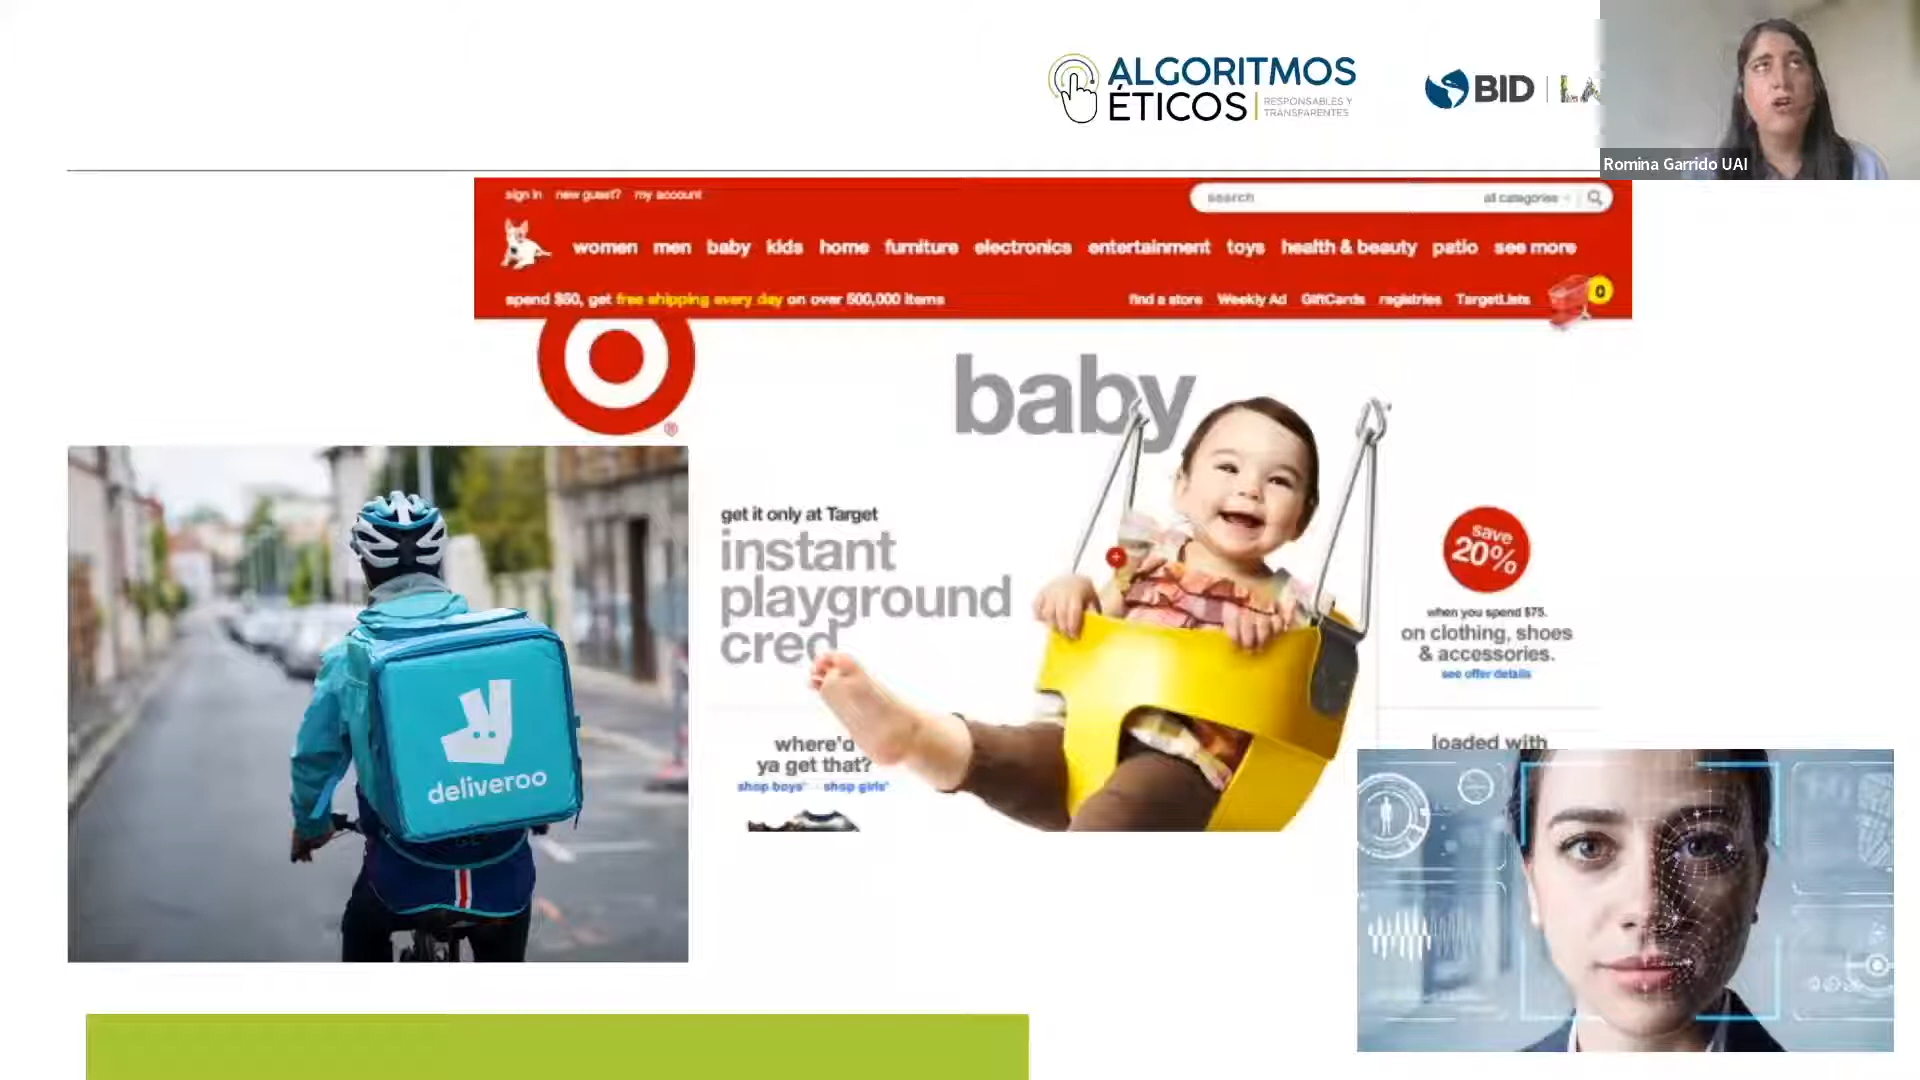 ALGORITMOS
ÉTICOS
RESPONSABLES Y
TRANSPARENTES
BID
Romina Garrido UAI
sign in new guest? my account
search all categories
women men baby kids home furniture electronics entertainment toys health & beauty patio see more
spend $50, get free shipping every day on over 500,000 items
find a store Weekly Ad GiftCards registries TargetLists 0
®
baby
get it only at Target
instant
playground
cred
save
20%
when you spend $75.
on clothing, shoes
& accessories.
see offer details
where'd
ya get that?
shop boys' shop girls'
loaded with
deliveroo